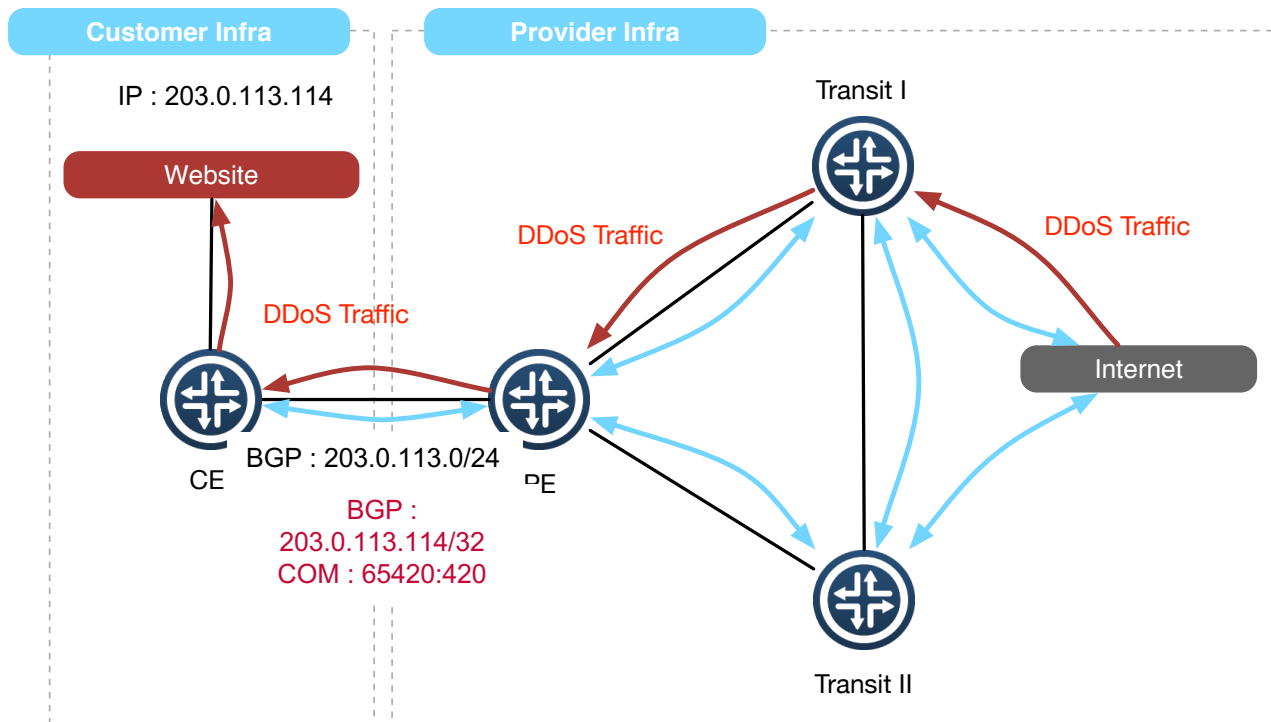 Customer Infra
Provider Infra
IP : 203.0.113.114
Transit I
Website
DDoS Traffic
DDoS Traffic
DDoS Traffic
Internet
BGP : 203.0.113.0/24
CE
PE
BGP :
203.0.113.114/32
COM : 65420:420
Transit II